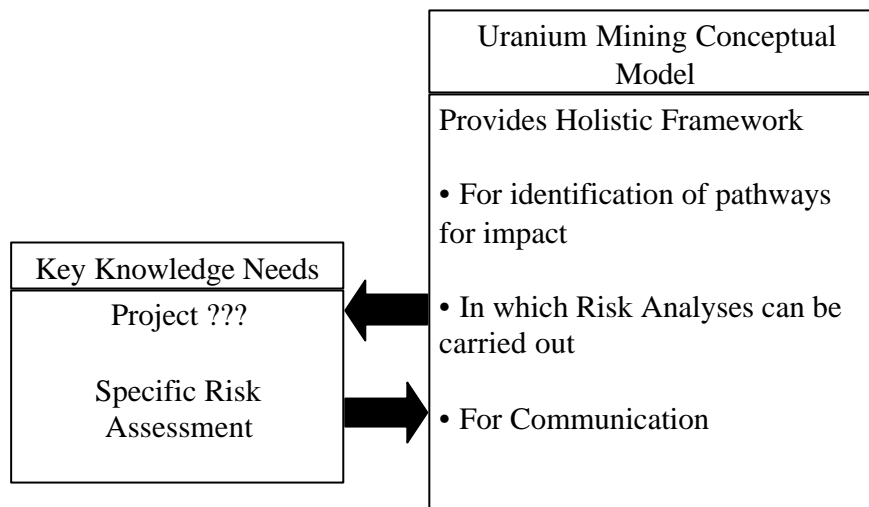 Uranium Mining Conceptual
Model
Provides Holistic Framework
• For identification of pathways
for impact
• In which Risk Analyses can be
carried out
• For Communication
Key Knowledge Needs
Project ???
Specific Risk
Assessment